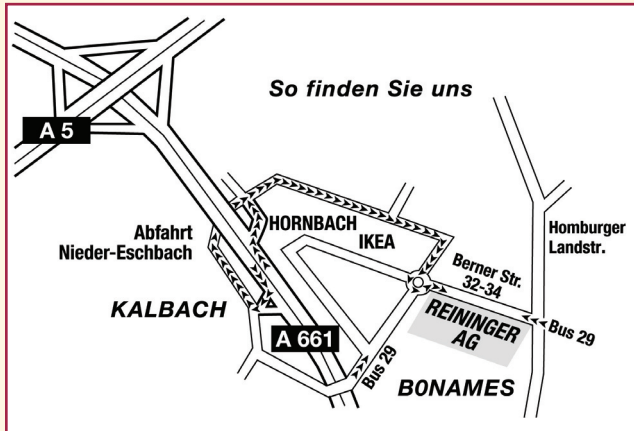 So finden Sie uns
A 5
HORNBACH
IKEA
Abfahrt
Nieder-Eschbach
Homburger
Landstr.
Berner Str.
32-34
KALBACH
REININGER
AG
Bus 29
A 661
Bus 29
B0NAMES